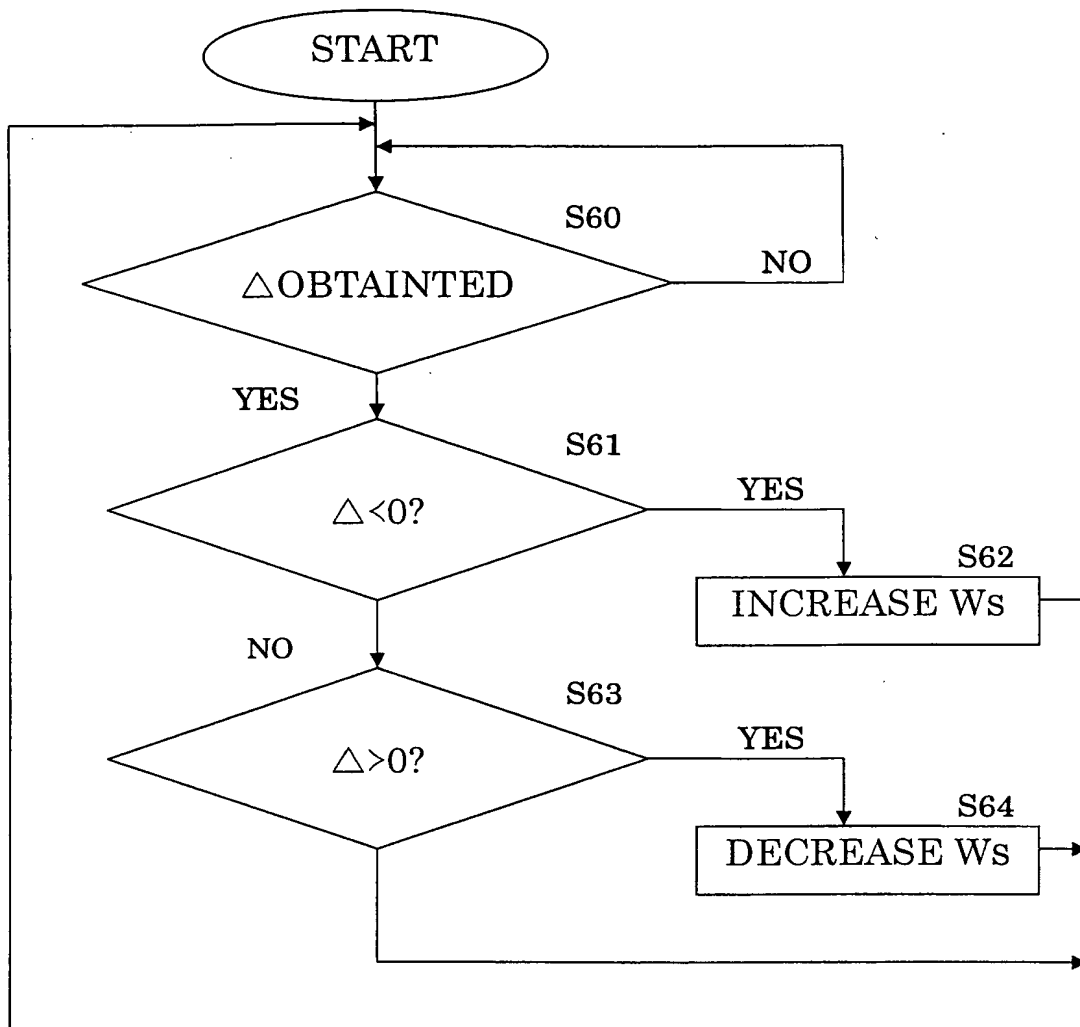 START
S60
△OBTAINTED
NO
YES
S61
△<0?
YES
S62
INCREASE Ws
NO
S63
△>0?
YES
S64
DECREASE Ws